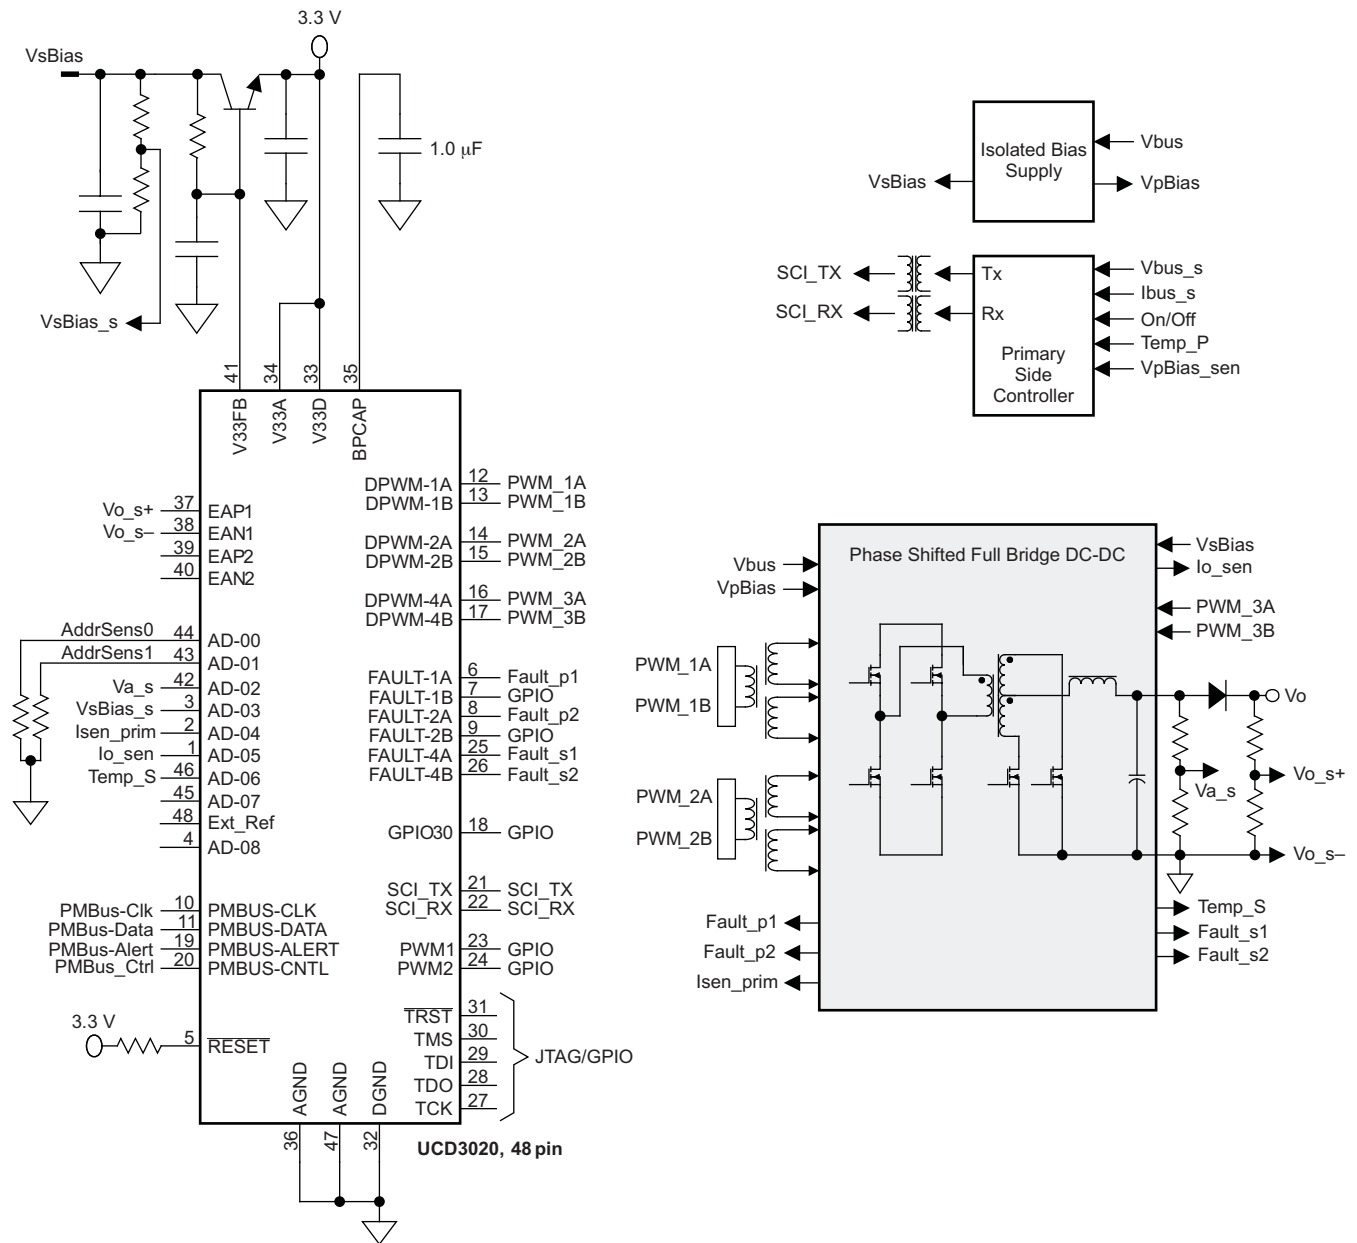 3.3 V
VsBias
1.0 μF
VsBias_s
41
34
33
35
V33FB
V33A
V33D
BPCAP
Vo_s+ 37 EAP1
Vo_s– 38 EAN1
39 EAP2
40 EAN2
AddrSens0 44 AD-00
AddrSens1 43 AD-01
Va_s 42 AD-02
VsBias_s 3 AD-03
Isen_prim 2 AD-04
Io_sen 1 AD-05
Temp_S 46 AD-06
45 AD-07
48 Ext_Ref
4 AD-08
PMBus-Clk 10 PMBUS-CLK
PMBus-Data 11 PMBUS-DATA
PMBus-Alert 19 PMBUS-ALERT
PMBus_Ctrl 20 PMBUS-CNTL
3.3 V
5 RESET
DPWM-1A 12 PWM_1A
DPWM-1B 13 PWM_1B
DPWM-2A 14 PWM_2A
DPWM-2B 15 PWM_2B
DPWM-4A 16 PWM_3A
DPWM-4B 17 PWM_3B
FAULT-1A 6 Fault_p1
FAULT-1B 7 GPIO
FAULT-2A 8 Fault_p2
FAULT-2B 9 GPIO
FAULT-4A 25 Fault_s1
FAULT-4B 26 Fault_s2
GPIO30 18 GPIO
SCI_TX 21 SCI_TX
SCI_RX 22 SCI_RX
PWM1 23 GPIO
PWM2 24 GPIO
TRST 31
TMS 30
TDI 29
TDO 28
TCK 27
JTAG/GPIO
AGND
AGND
DGND
36
47
32
UCD3020, 48 pin
Isolated Bias
Supply
Vbus
VsBias
VpBias
SCI_TX
SCI_RX
Tx
Rx
Primary
Side
Controller
Vbus_s
Ibus_s
On/Off
Temp_P
VpBias_sen
Phase Shifted Full Bridge DC-DC
Vbus
VpBias
VsBias
Io_sen
PWM_3A
PWM_3B
PWM_1A
PWM_1B
PWM_2A
PWM_2B
Vo
Vo_s+
Va_s
Vo_s–
Fault_p1
Fault_p2
Isen_prim
Temp_S
Fault_s1
Fault_s2